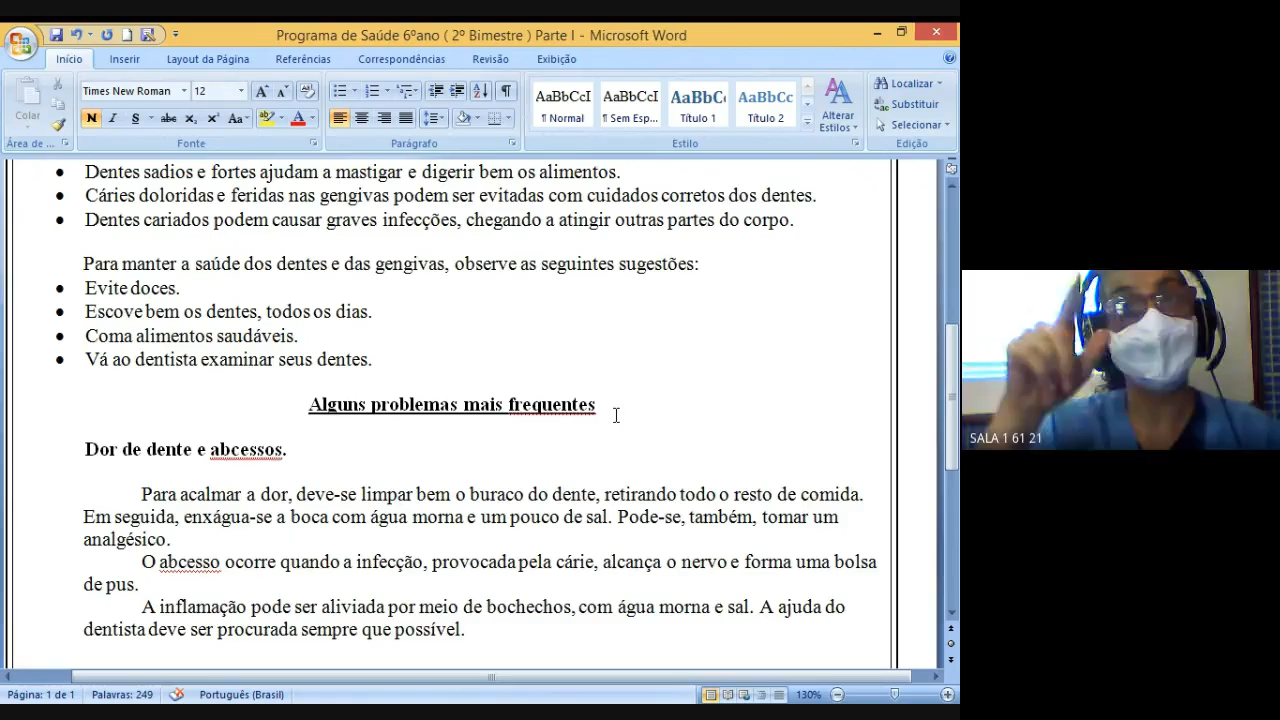 Programa de Saúde 6ºano ( 2º Bimestre ) Parte I - Microsoft Word
Início Inserir Layout da Página Referências Correspondências Revisão Exibição
Times New Roman 12 AaBbCcI AaBbCcI AaBbC AaBbCc Localizar
Substituir
Colar ¶ Normal ¶ Sem Esp... Título 1 Título 2 Alterar Estilos Selecionar
Área de ... Fonte Parágrafo Estilo Edição
Dentes sadios e fortes ajudam a mastigar e digerir bem os alimentos.
Cáries doloridas e feridas nas gengivas podem ser evitadas com cuidados corretos dos dentes.
Dentes cariados podem causar graves infecções, chegando a atingir outras partes do corpo.
Para manter a saúde dos dentes e das gengivas, observe as seguintes sugestões:
Evite doces.
Escove bem os dentes, todos os dias.
Coma alimentos saudáveis.
Vá ao dentista examinar seus dentes.
Alguns problemas mais frequentes
Dor de dente e abcessos.
Para acalmar a dor, deve-se limpar bem o buraco do dente, retirando todo o resto de comida.
Em seguida, enxágua-se a boca com água morna e um pouco de sal. Pode-se, também, tomar um
analgésico.
O abcesso ocorre quando a infecção, provocada pela cárie, alcança o nervo e forma uma bolsa
de pus.
A inflamação pode ser aliviada por meio de bochechos, com água morna e sal. A ajuda do
dentista deve ser procurada sempre que possível.
Página: 1 de 1 Palavras: 249 Português (Brasil) 130%
SALA 1 61 21